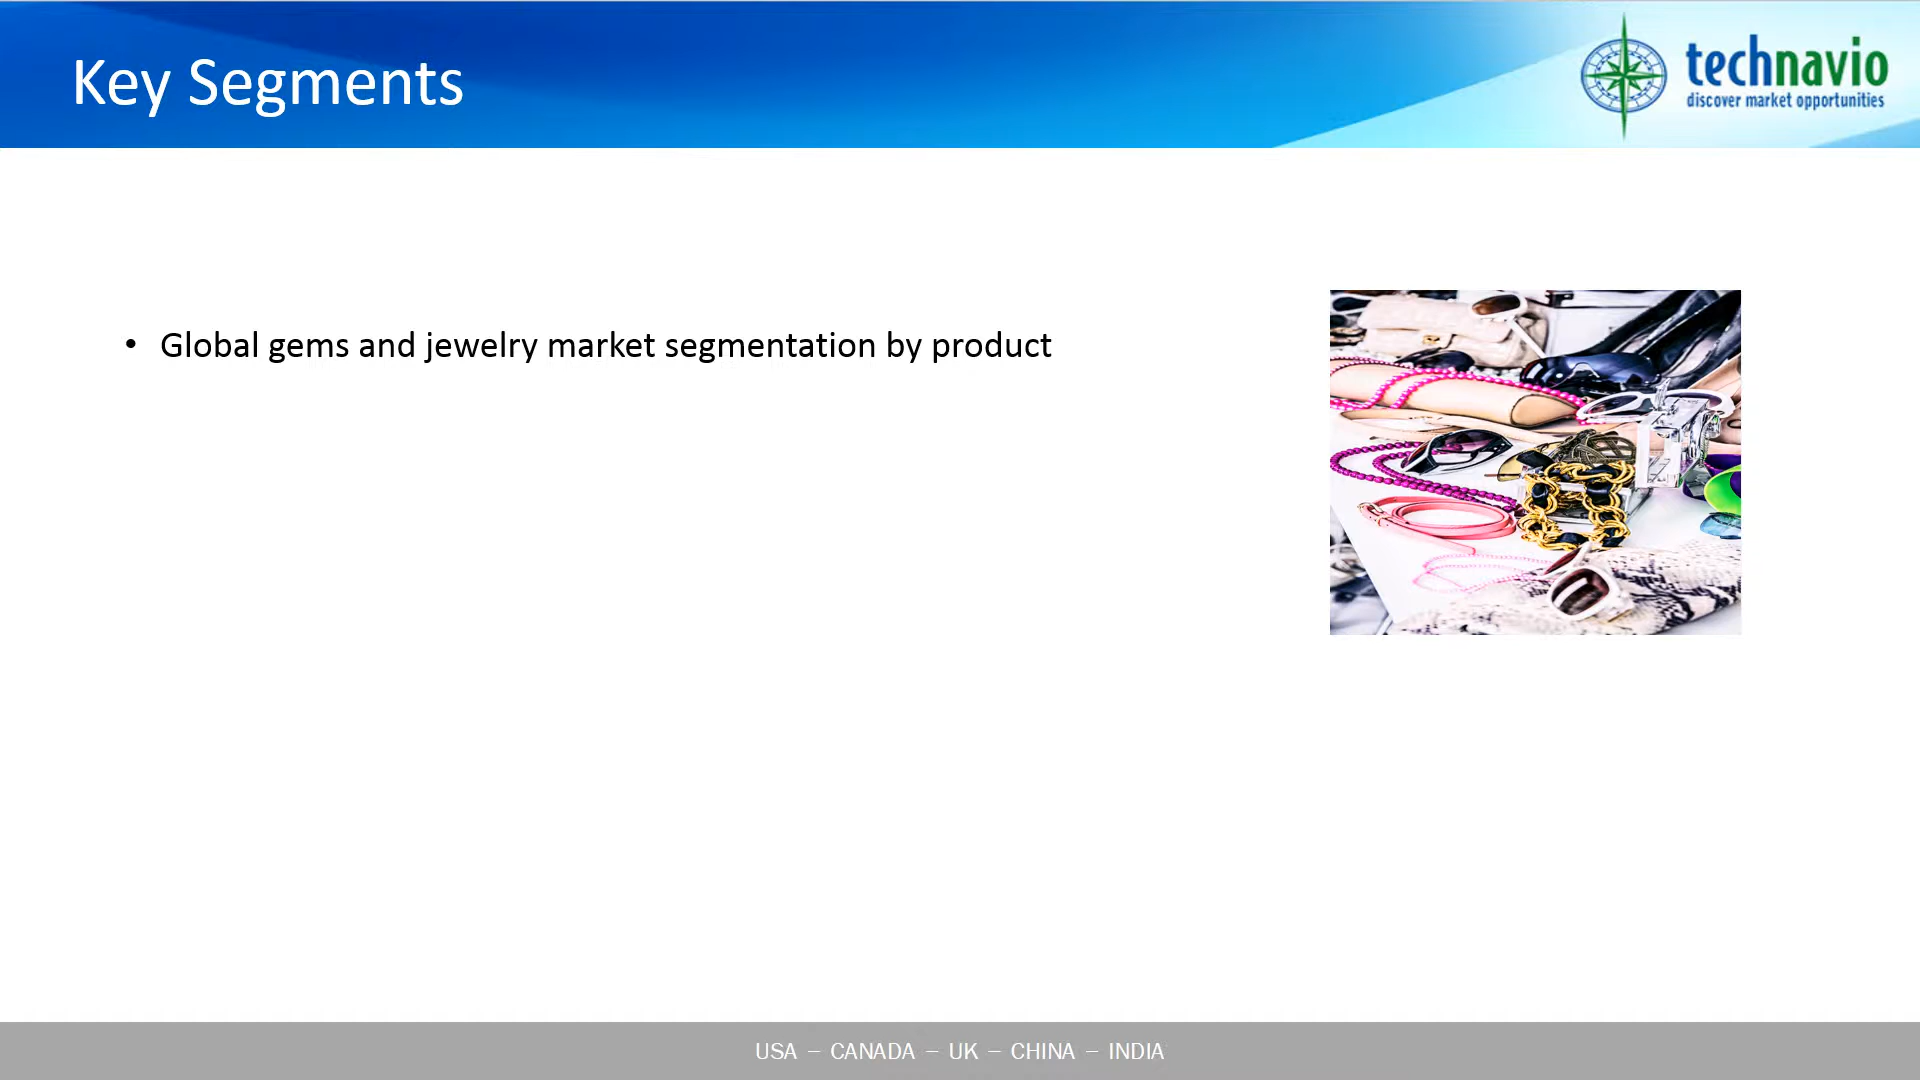 Key Segments
technavio
discover market opportunities
• Global gems and jewelry market segmentation by product
USA – CANADA – UK – CHINA – INDIA